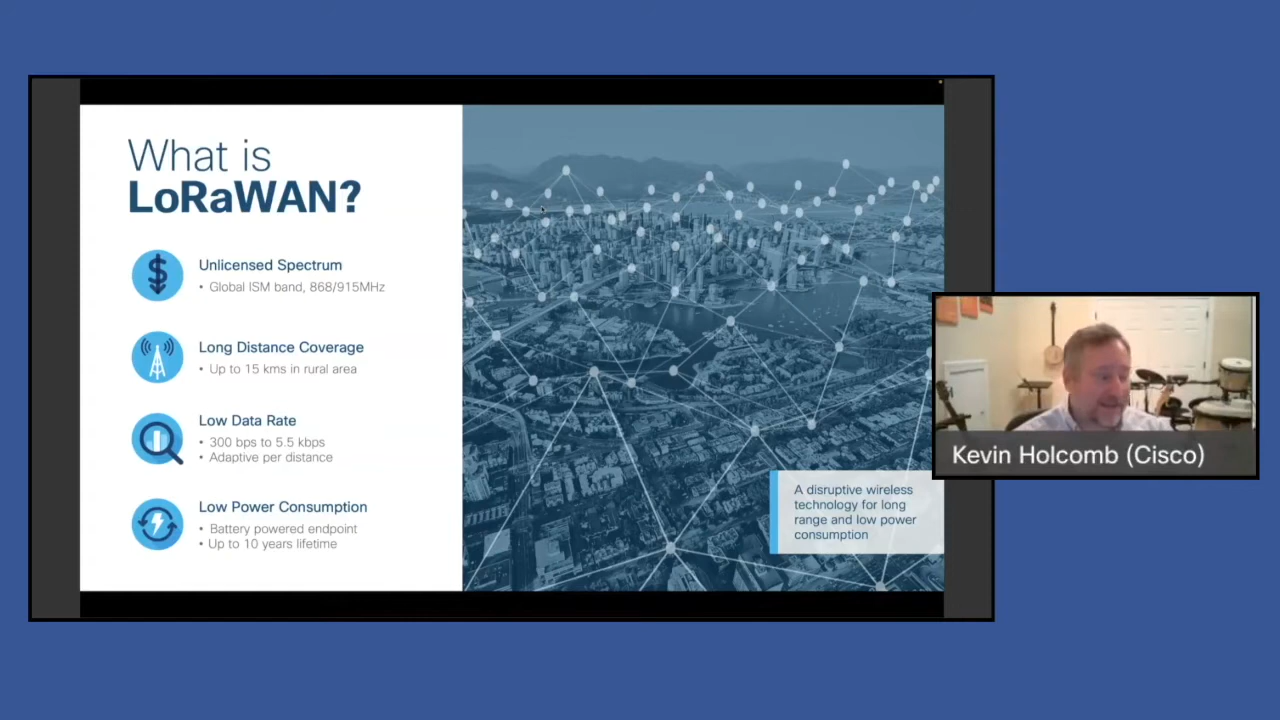 What is
LoRaWAN?
Unlicensed Spectrum
• Global ISM band, 868/915MHz
Long Distance Coverage
• Up to 15 kms in rural area
Low Data Rate
• 300 bps to 5.5 kbps
• Adaptive per distance
Low Power Consumption
• Battery powered endpoint
• Up to 10 years lifetime
A disruptive wireless
technology for long
range and low power
consumption
Kevin Holcomb (Cisco)